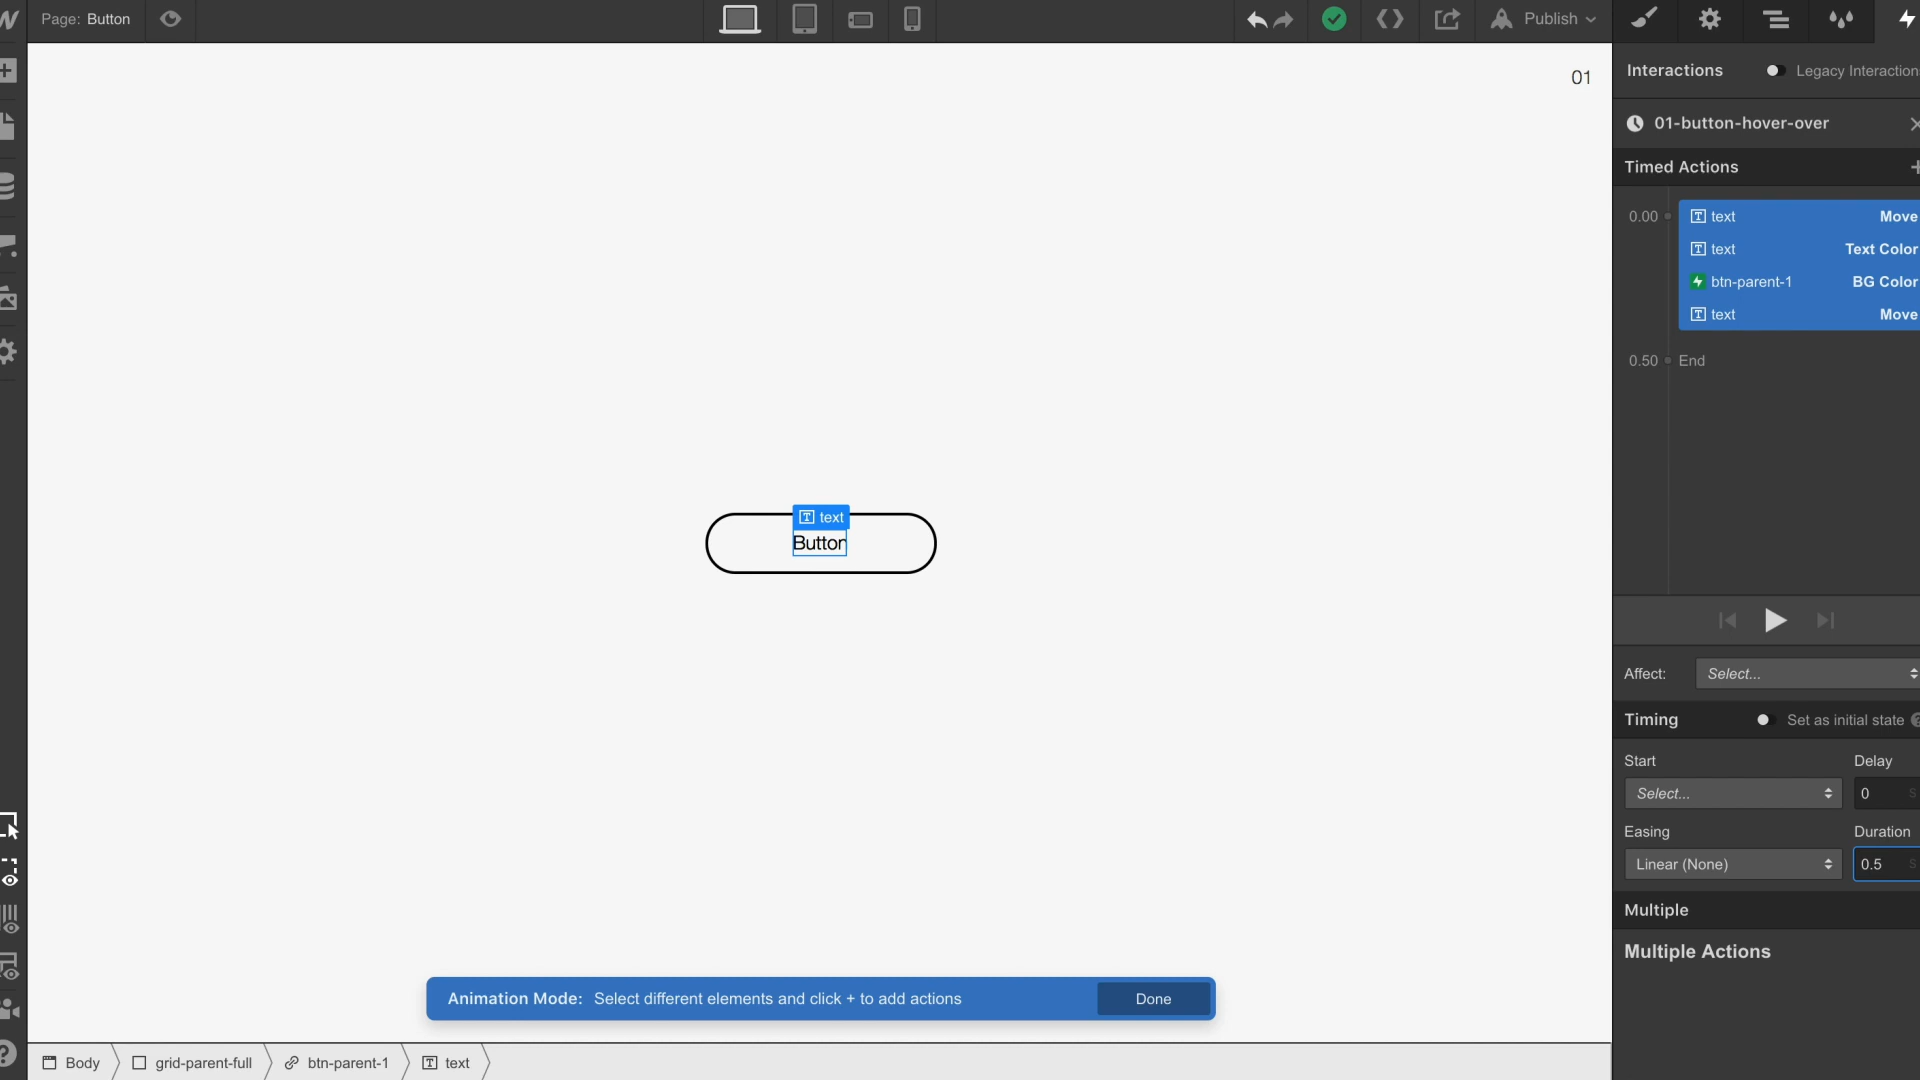 Page: Button
Publish
01
Interactions
Legacy Interaction
01-button-hover-over
Timed Actions
0.00
text Move
text Text Color
btn-parent-1 BG Color
text Move
0.50 End
text
Button
Affect: Select...
Timing Set as initial state ?
Start Delay
Select... 0 S
Easing Duration
Linear (None) 0.5 S
Multiple
Multiple Actions
Animation Mode: Select different elements and click + to add actions Done
Body grid-parent-full btn-parent-1 text